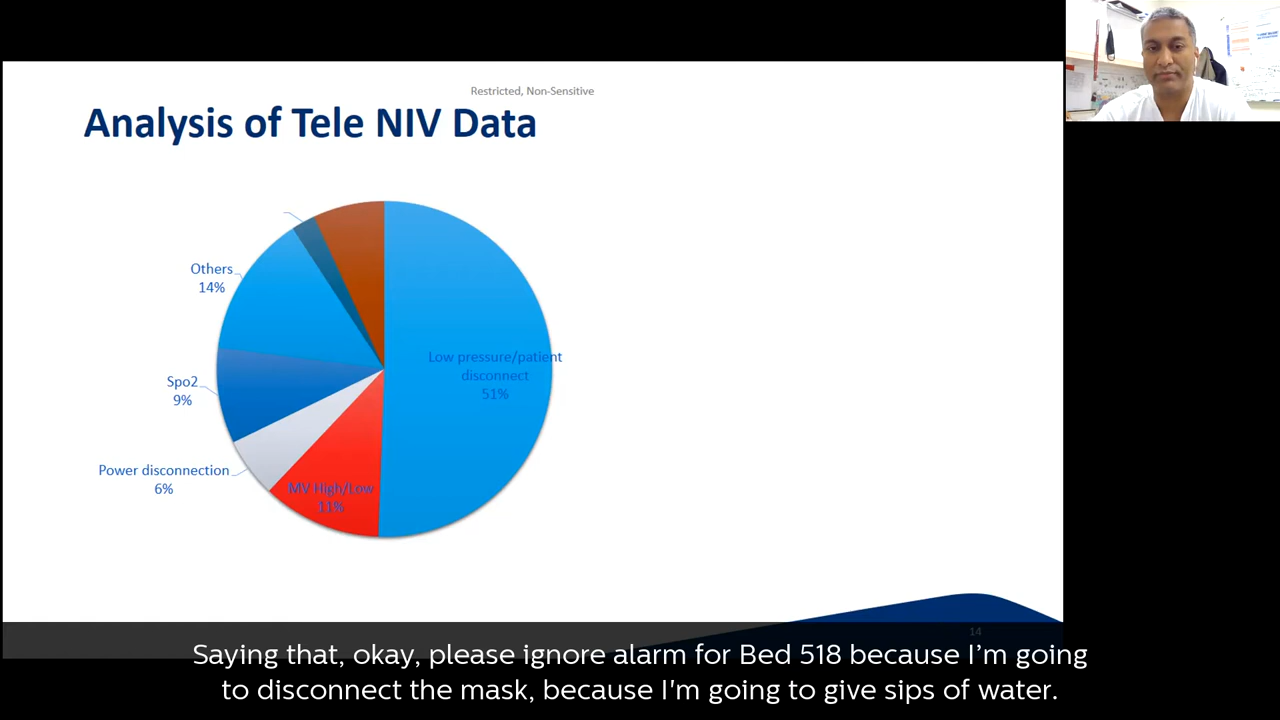 Restricted, Non-Sensitive
Analysis of Tele NIV Data
Others
14%
Low pressure/patient
disconnect
51%
Spo2
9%
Power disconnection
6%
MV High/Low
11%
14
Saying that, okay, please ignore alarm for Bed 518 because I’m going
to disconnect the mask, because I'm going to give sips of water.